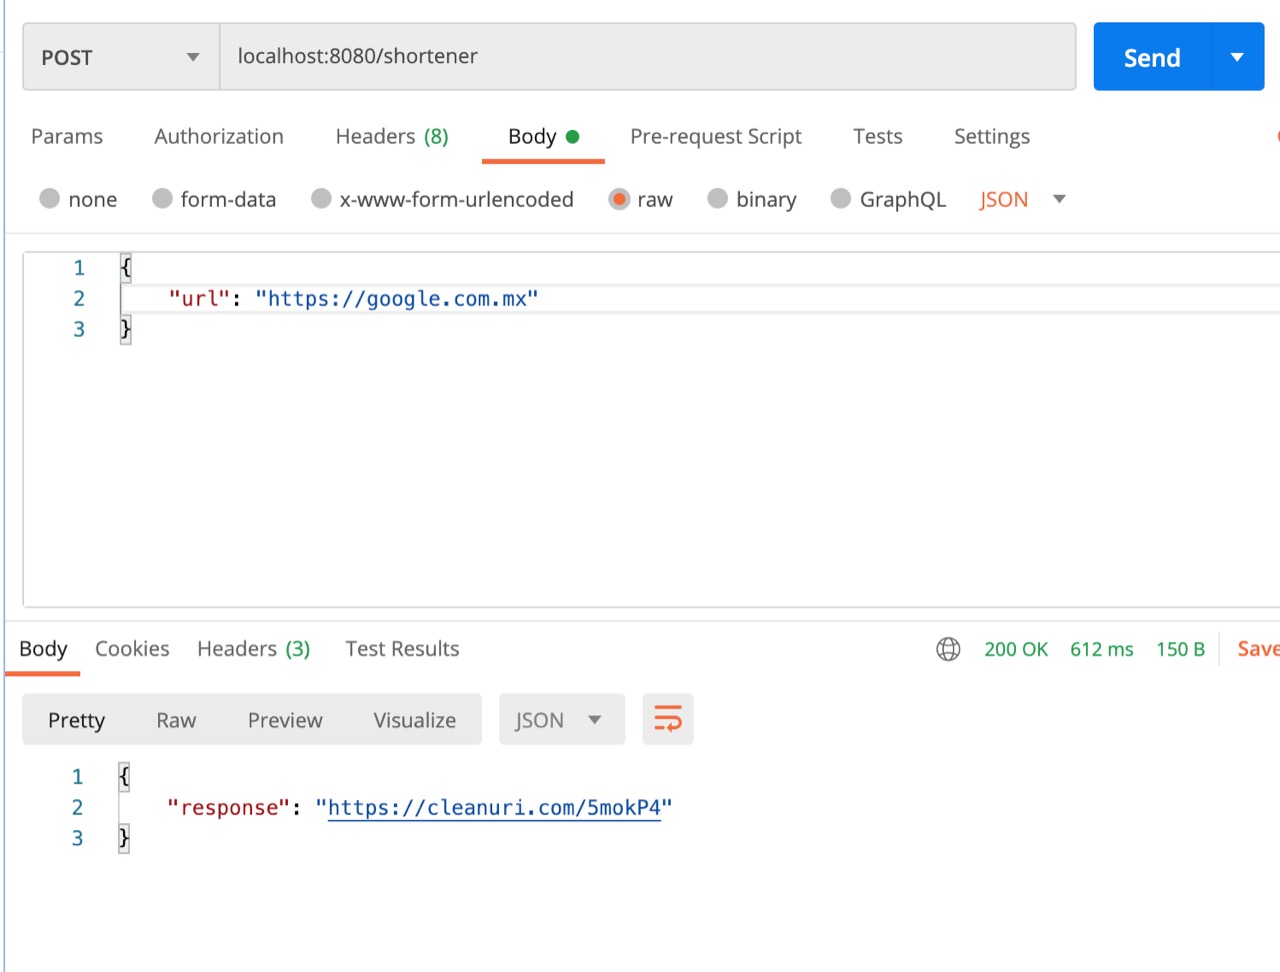 POST localhost:8080/shortener Send
Params Authorization Headers (8) Body Pre-request Script Tests Settings
none form-data x-www-form-urlencoded raw binary GraphQL JSON
1 {
2 "url": "https://google.com.mx"
3 }
Body Cookies Headers (3) Test Results 200 OK 612 ms 150 B Save
Pretty Raw Preview Visualize JSON
1 {
2 "response": "https://cleanuri.com/5mokP4"
3 }